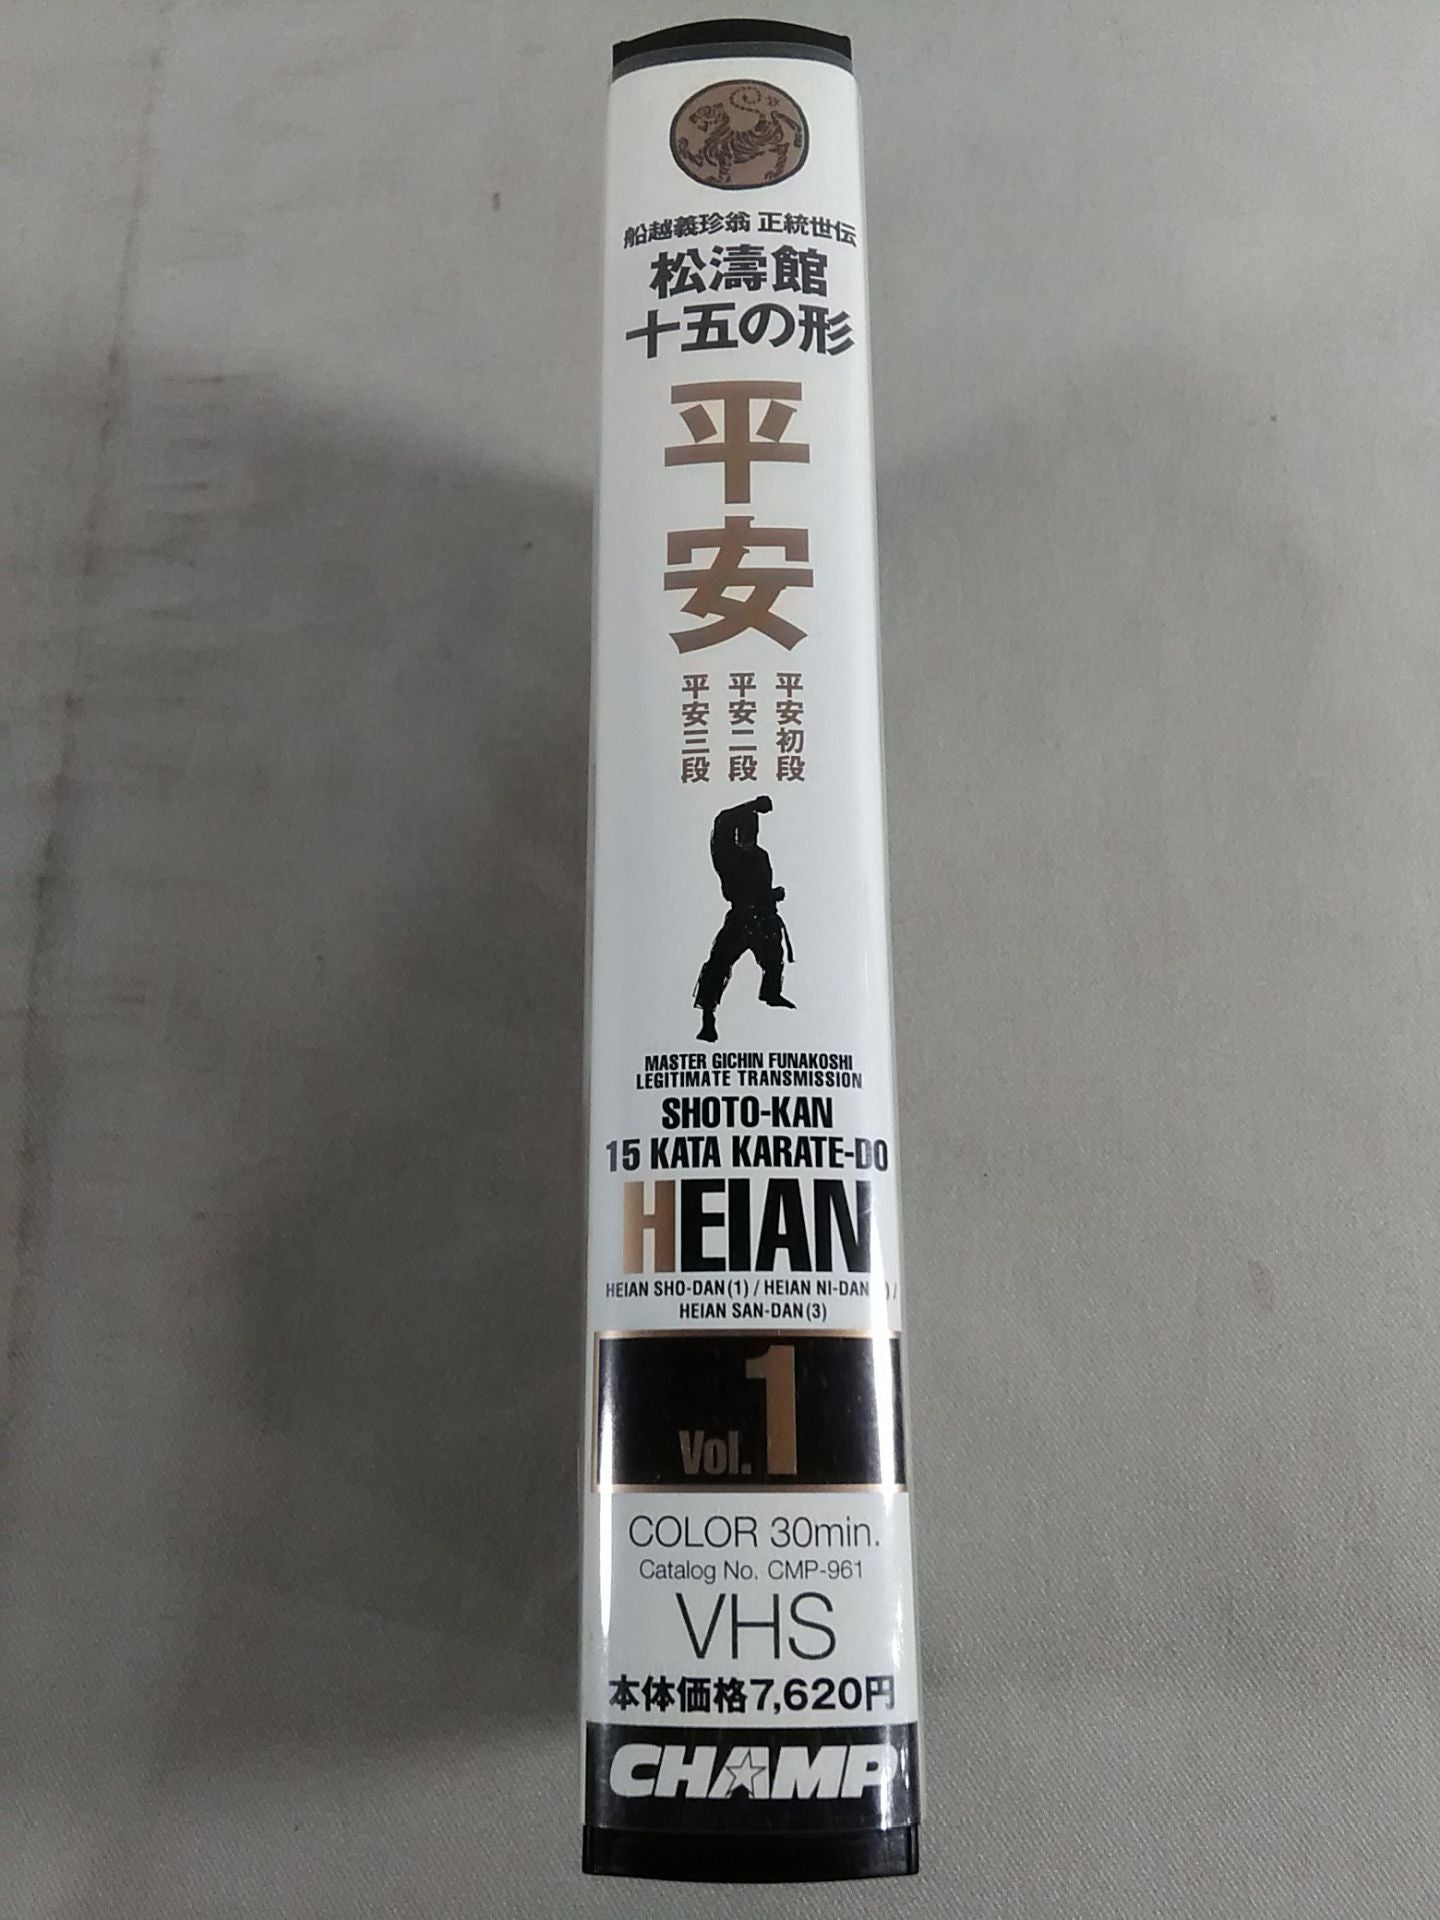 船越義珍翁 正統世伝
松濤館
十五の形
平安
平安初段
平安二段
平安三段
MASTER GICHIN FUNAKOSHI
LEGITIMATE TRANSMISSION
SHOTO-KAN
15 KATA KARATE-DO
HEIAN
HEIAN SHO-DAN(1) / HEIAN NI-DAN ) /
HEIAN SAN-DAN(3)
Vol.1
COLOR 30min.
Catalog No. CMP-961
VHS
本体価格7,620円
CHAMP